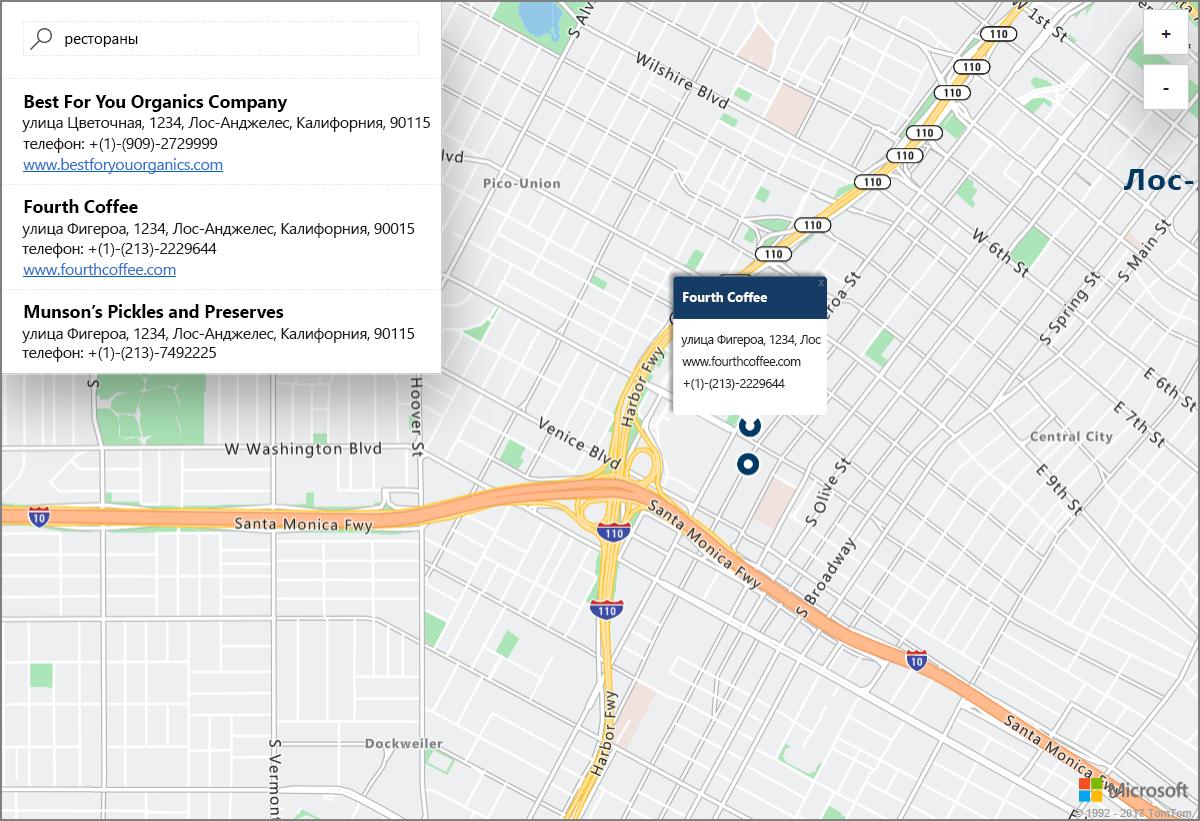 рестораны
Best For You Organics Company
улица Цветочная, 1234, Лос-Анджелес, Калифорния, 90115
телефон: +(1)-(909)-2729999
www.bestforyouorganics.com
Fourth Coffee
улица Фигероа, 1234, Лос-Анджелес, Калифорния, 90015
телефон: +(1)-(213)-2229644
www.fourthcoffee.com
Munson’s Pickles and Preserves
улица Фигероа, 1234, Лос-Анджелес, Калифорния, 90115
телефон: +(1)-(213)-7492225
W 1st St
+
-
110
110
110
110
110
110
110
110
Wilshire Blvd
S Alv
lvd
Pico-Union
Лос-
W 6th St
S Main St
S Spring St
roa St
x
Fourth Coffee
улица Фигероа, 1234, Лос
www.fourthcoffee.com
+(1)-(213)-2229644
Harbor Fwy
S
Hoover St
E 6th St
E 7th St
Central City
E 9th St
W Washington Blvd
Venice Blvd
S Olive St
10
Santa Monica Fwy
110
Santa Monica Fwy
S Broadway
110
10
Harbor Fwy
Dockweiler
S Vermont
Santa Monica Fwy
Microsoft
© 1992 - 2017 TomTom